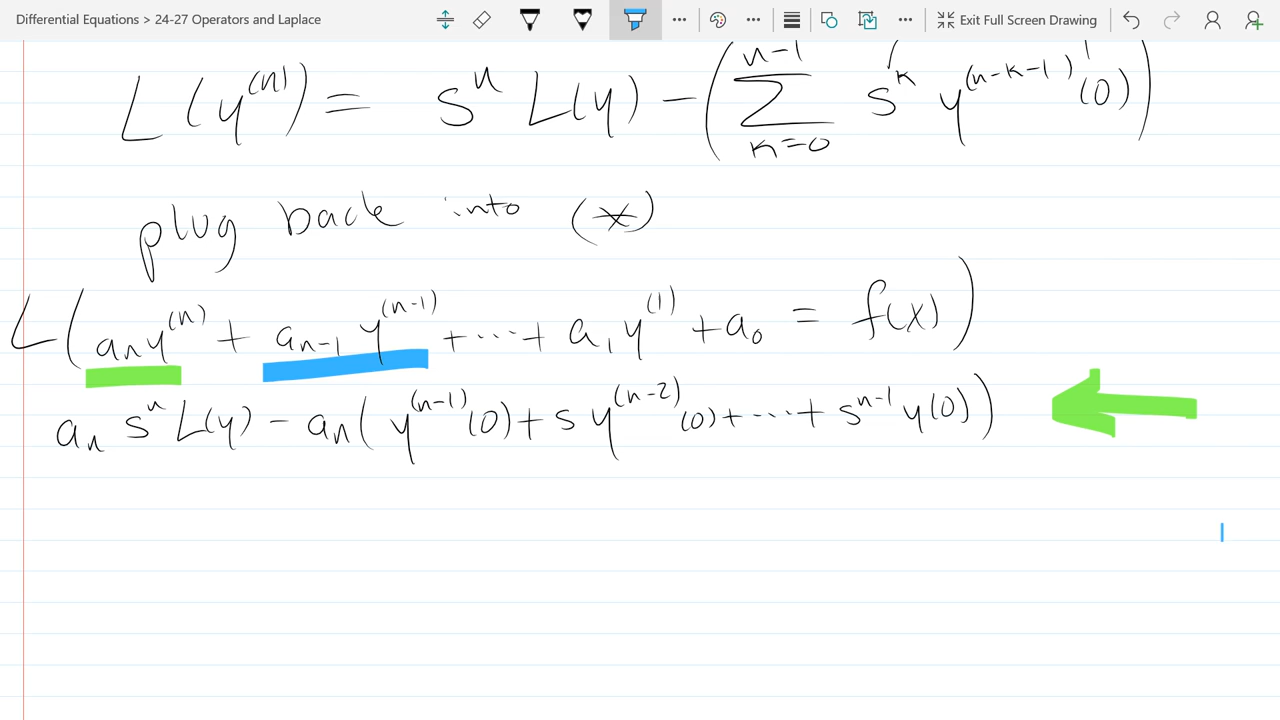 Differential Equations > 24-27 Operators and Laplace Exit Full Screen Drawing
L(y^(n)) = s^n L(y) - (∑_{k=0}^{n-1} s^k y^(n-k-1)(0))
plug back into (*)
L(a_n y^(n) + a_{n-1} y^(n-1) + ... + a_1 y^(1) + a_0 = f(x))
a_n s^n L(y) - a_n(y^(n-1)(0) + s y^(n-2)(0) + ... + s^{n-1} y(0))